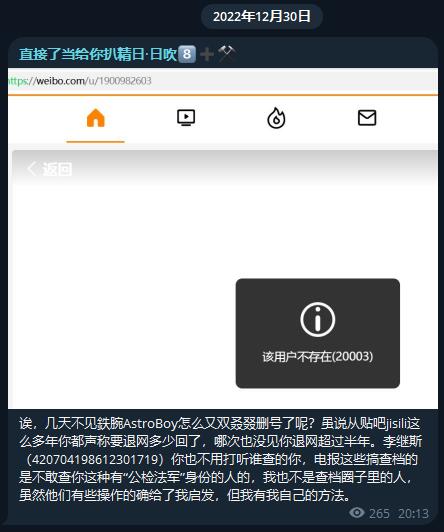 2022年12月30日
直接了当给你扒精日·日吹8️⃣➕⚒
https://weibo.com/u/1900982603
返回
该用户不存在(20003)
诶，几天不见鉄腕AstroBoy怎么又双叒叕删号了呢？虽说从贴吧jisili这
么多年你都声称要退网多少回了，哪次也没见你退网超过半年。李继斯
（420704198612301719）你也不用打听谁查的你，电报这些搞查档的
是不敢查你这种有“公检法军”身份的人的，我也不是查档圈子里的人，
虽然他们有些操作的确给了我启发，但我有我自己的方法。
265 20:13